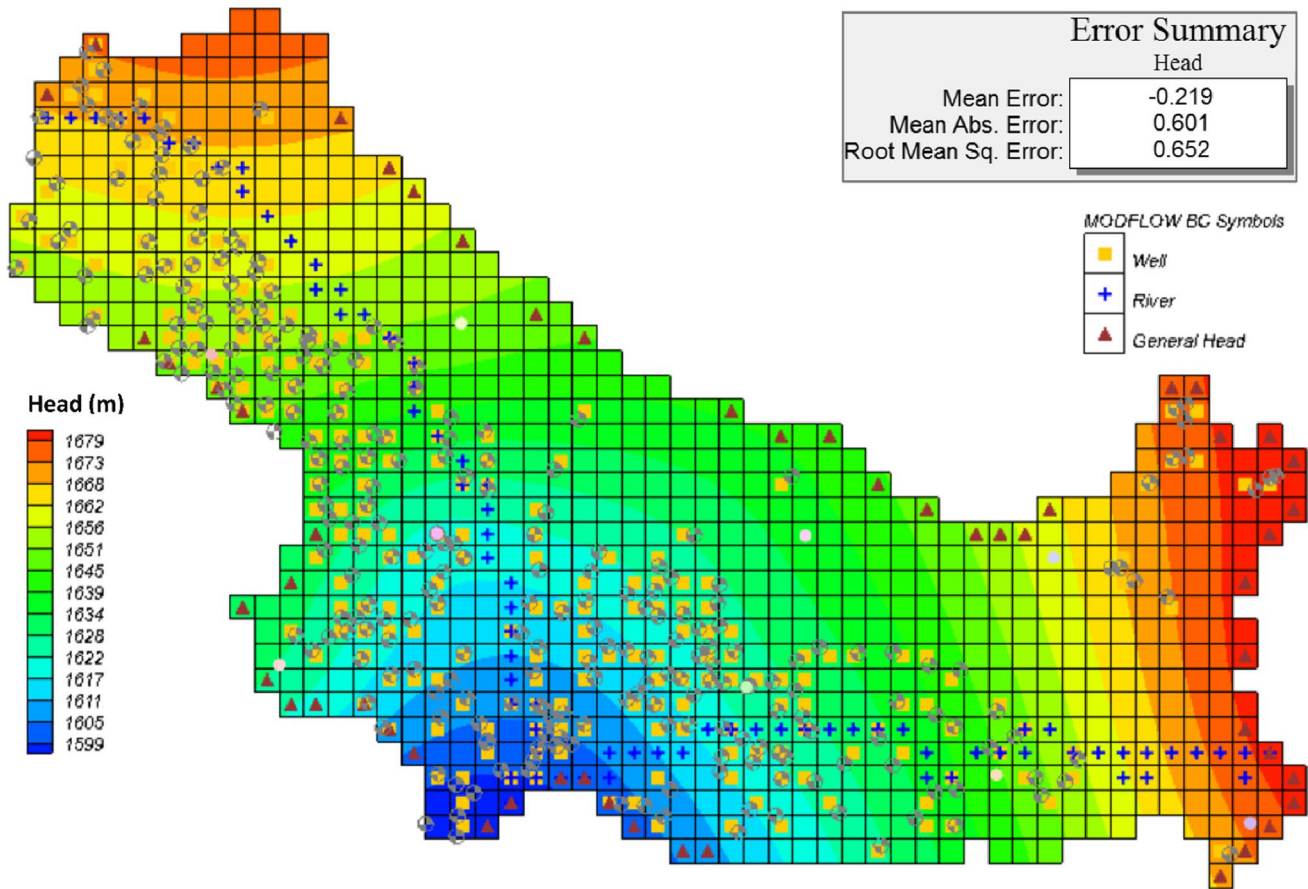 Error Summary
Head
Mean Error: -0.219
Mean Abs. Error: 0.601
Root Mean Sq. Error: 0.652
MODFLOW BC Symbols
Well
River
General Head
Head (m)
1679
1673
1668
1662
1656
1651
1645
1639
1634
1628
1622
1617
1611
1605
1599